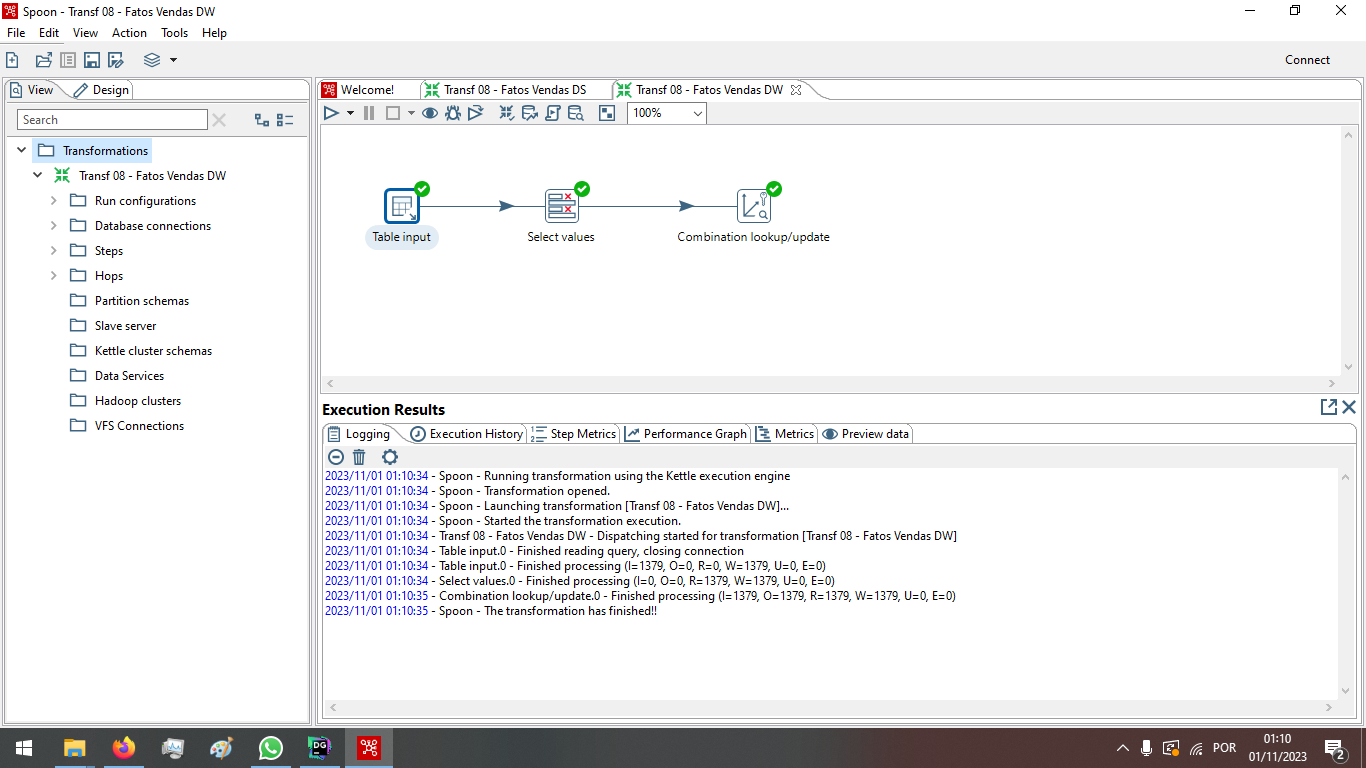 Spoon - Transf 08 - Fatos Vendas DW
File Edit View Action Tools Help
Connect
View Design
Search
Transformations
Transf 08 - Fatos Vendas DW
Run configurations
Database connections
Steps
Hops
Partition schemas
Slave server
Kettle cluster schemas
Data Services
Hadoop clusters
VFS Connections
Welcome! Transf 08 - Fatos Vendas DS Transf 08 - Fatos Vendas DW
100%
Table input Select values Combination lookup/update
Execution Results
Logging Execution History Step Metrics Performance Graph Metrics Preview data
2023/11/01 01:10:34 - Spoon - Running transformation using the Kettle execution engine
2023/11/01 01:10:34 - Spoon - Transformation opened.
2023/11/01 01:10:34 - Spoon - Launching transformation [Transf 08 - Fatos Vendas DW]...
2023/11/01 01:10:34 - Spoon - Started the transformation execution.
2023/11/01 01:10:34 - Transf 08 - Fatos Vendas DW - Dispatching started for transformation [Transf 08 - Fatos Vendas DW]
2023/11/01 01:10:34 - Table input.0 - Finished reading query, closing connection
2023/11/01 01:10:34 - Table input.0 - Finished processing (I=1379, O=0, R=0, W=1379, U=0, E=0)
2023/11/01 01:10:34 - Select values.0 - Finished processing (I=0, O=0, R=1379, W=1379, U=0, E=0)
2023/11/01 01:10:35 - Combination lookup/update.0 - Finished processing (I=1379, O=1379, R=1379, W=1379, U=0, E=0)
2023/11/01 01:10:35 - Spoon - The transformation has finished!!
DG
POR
01:10
01/11/2023
2